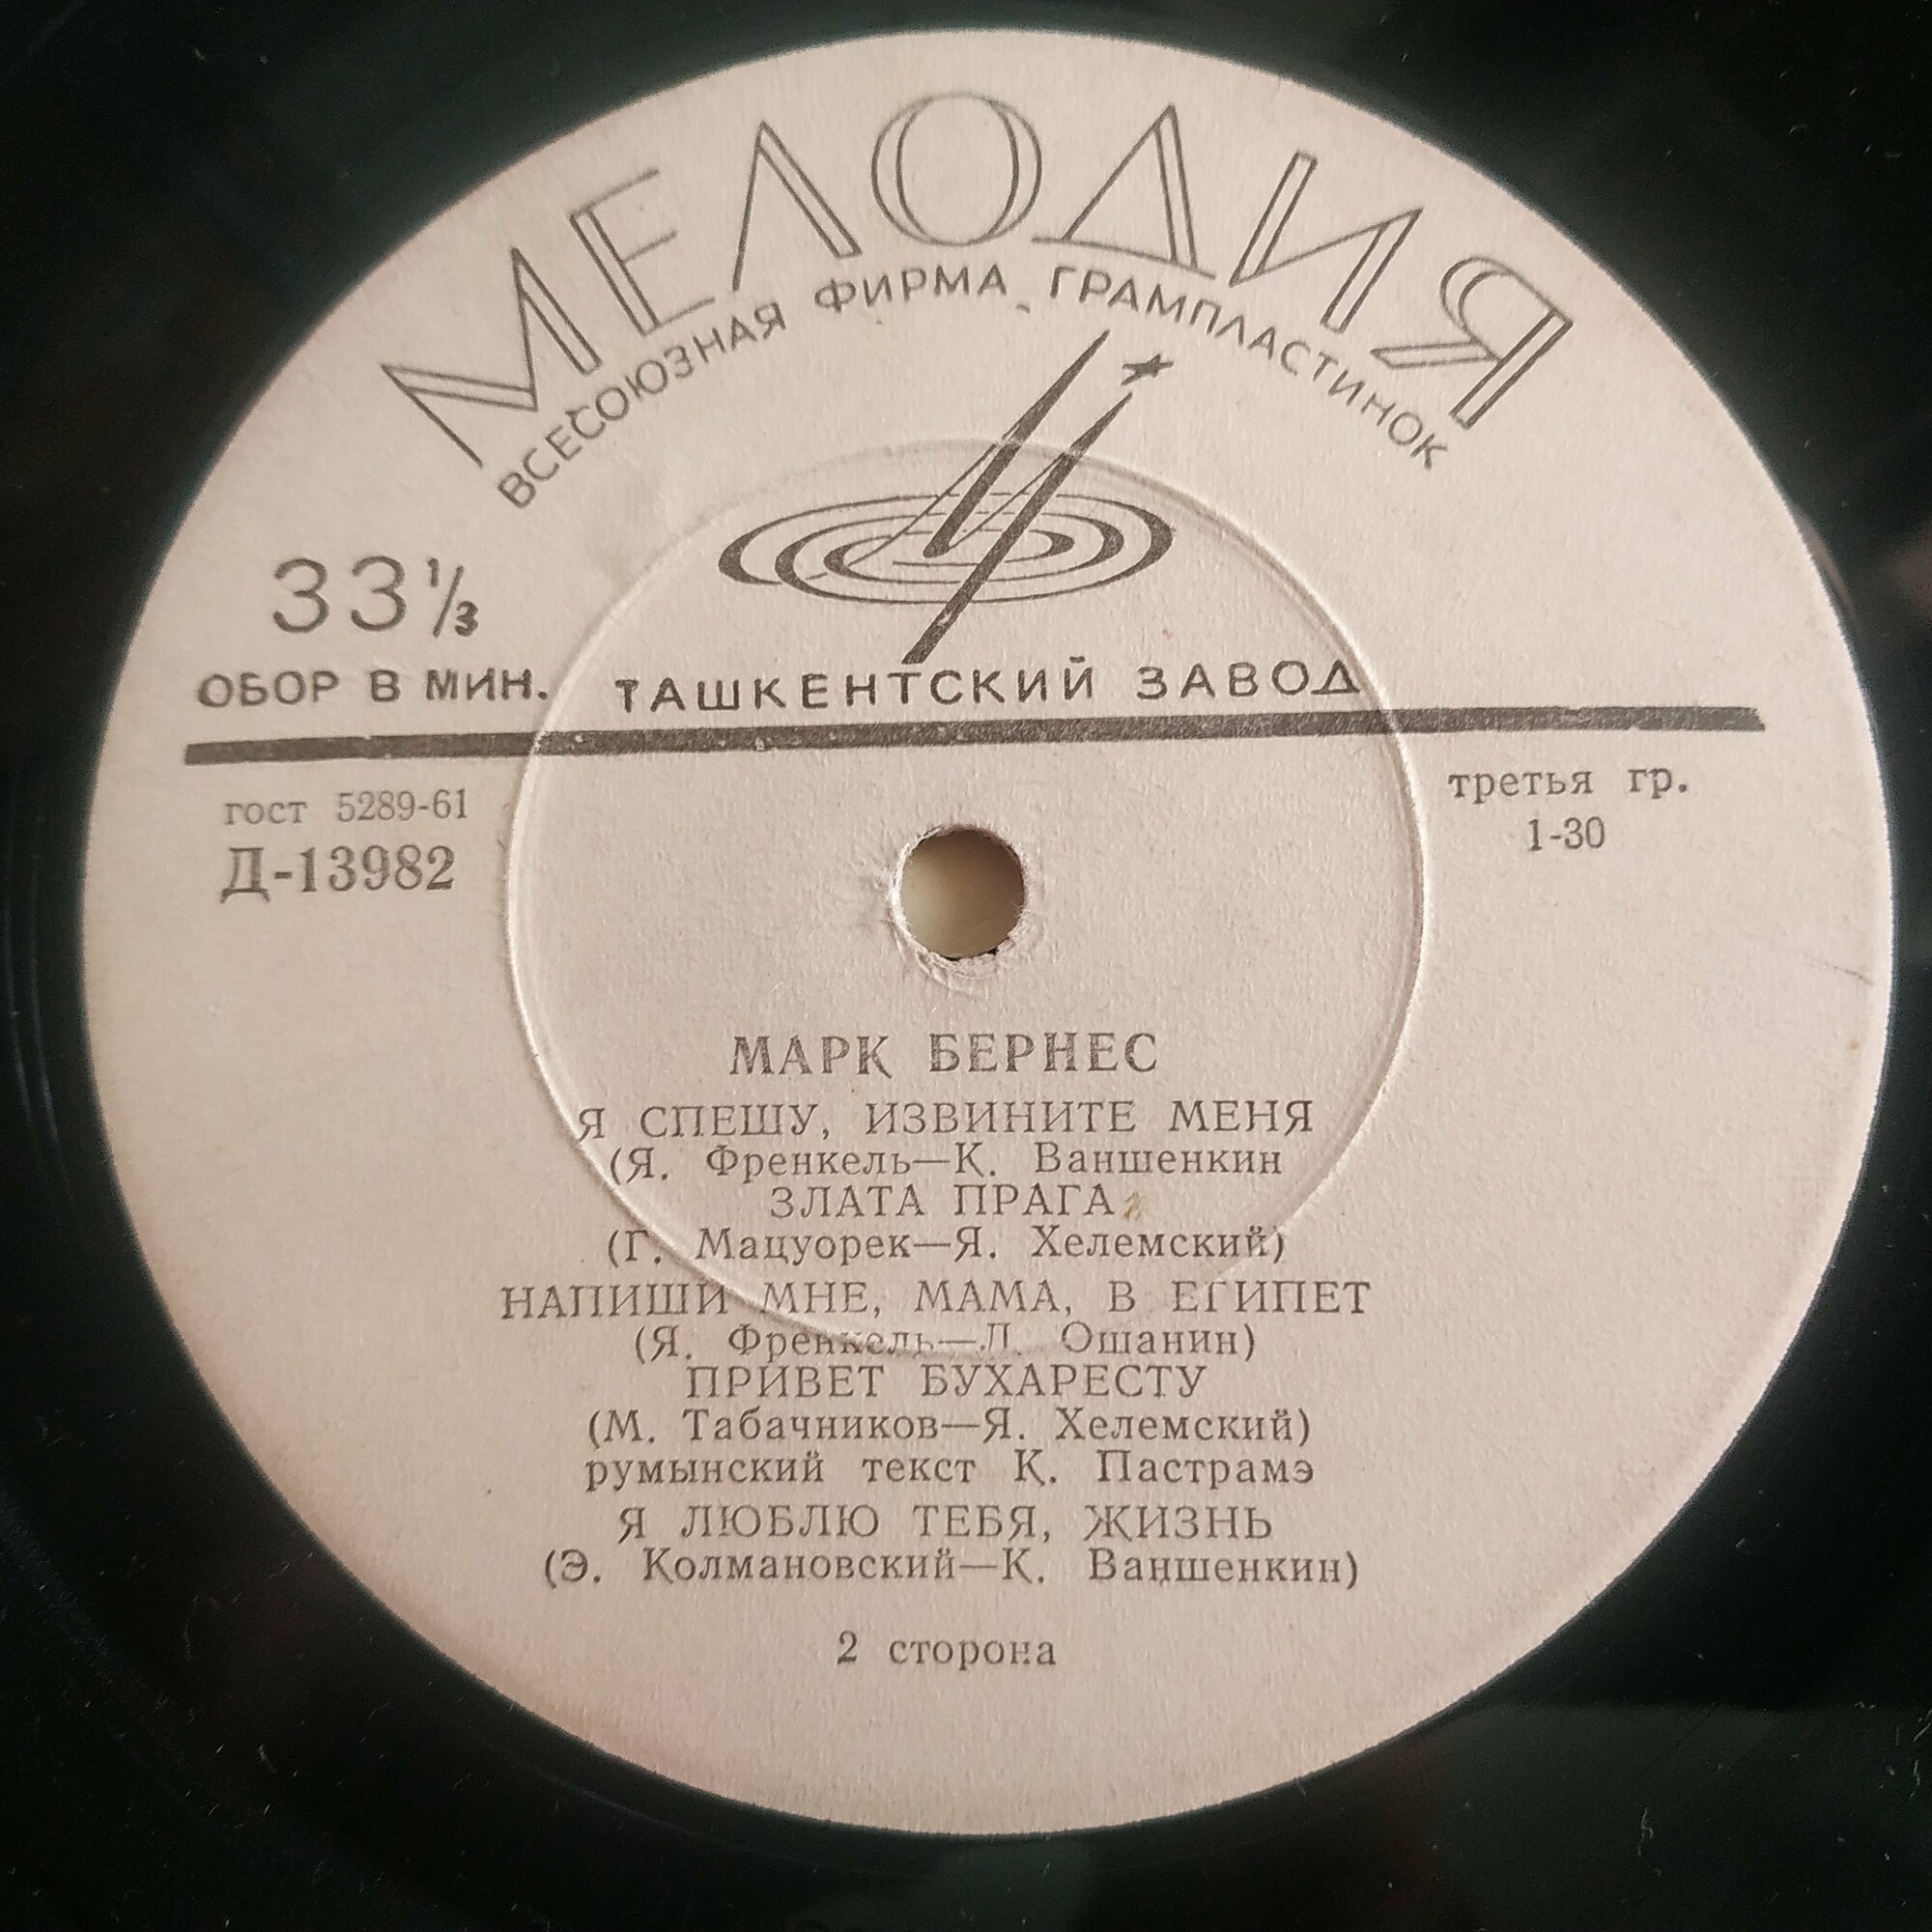 МЕЛОДИЯ
ВСЕСОЮЗНАЯ ФИРМА ГРАМПЛАСТИНОК
33⅓
ОБОР В МИН.
ТАШКЕНТСКИЙ ЗАВОД
гост 5289-61
Д-13982
третья гр.
1-30
МАРК БЕРНЕС
Я СПЕШУ, ИЗВИНИТЕ МЕНЯ
(Я. Френкель—К. Ваншенкин
ЗЛАТА ПРАГА
(Г. Мацуорек—Я. Хелемский)
НАПИШИ МНЕ, МАМА, В ЕГИПЕТ
(Я. Френкель—Л. Ошанин)
ПРИВЕТ БУХАРЕСТУ
(М. Табачников—Я. Хелемский)
румынский текст К. Пастрамэ
Я ЛЮБЛЮ ТЕБЯ, ЖИЗНЬ
(Э. Колмановский—К. Ваншенкин)
2 сторона